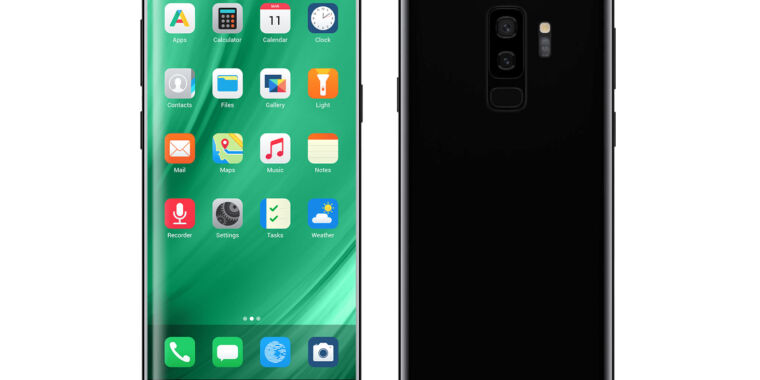 Apps Calculator Calendar Clock
MAR
11
Contacts Files Gallery Light
Mail Maps Music Notes
Recorder Settings Tasks Weather